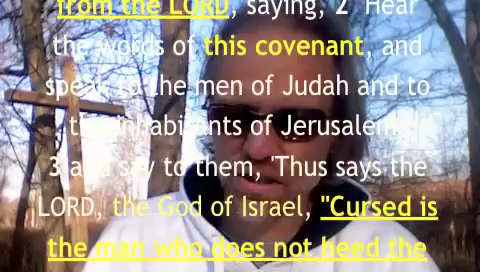 from the LORD, saying, 2 "Hear
the words of this covenant, and
speak to the men of Judah and to
the inhabitants of Jerusalem;
3 and say to them, 'Thus says the
LORD, the God of Israel, "Cursed is
the man who does not heed the